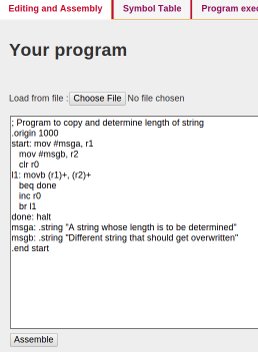 Editing and Assembly Symbol Table Program exec
Your program
Load from file : Choose File No file chosen
; Program to copy and determine length of string
.origin 1000
start: mov #msga, r1
mov #msgb, r2
clr r0
l1: movb (r1)+, (r2)+
beq done
inc r0
br l1
done: halt
msga: .string "A string whose length is to be determined"
msgb: .string "Different string that should get overwritten"
.end start
Assemble